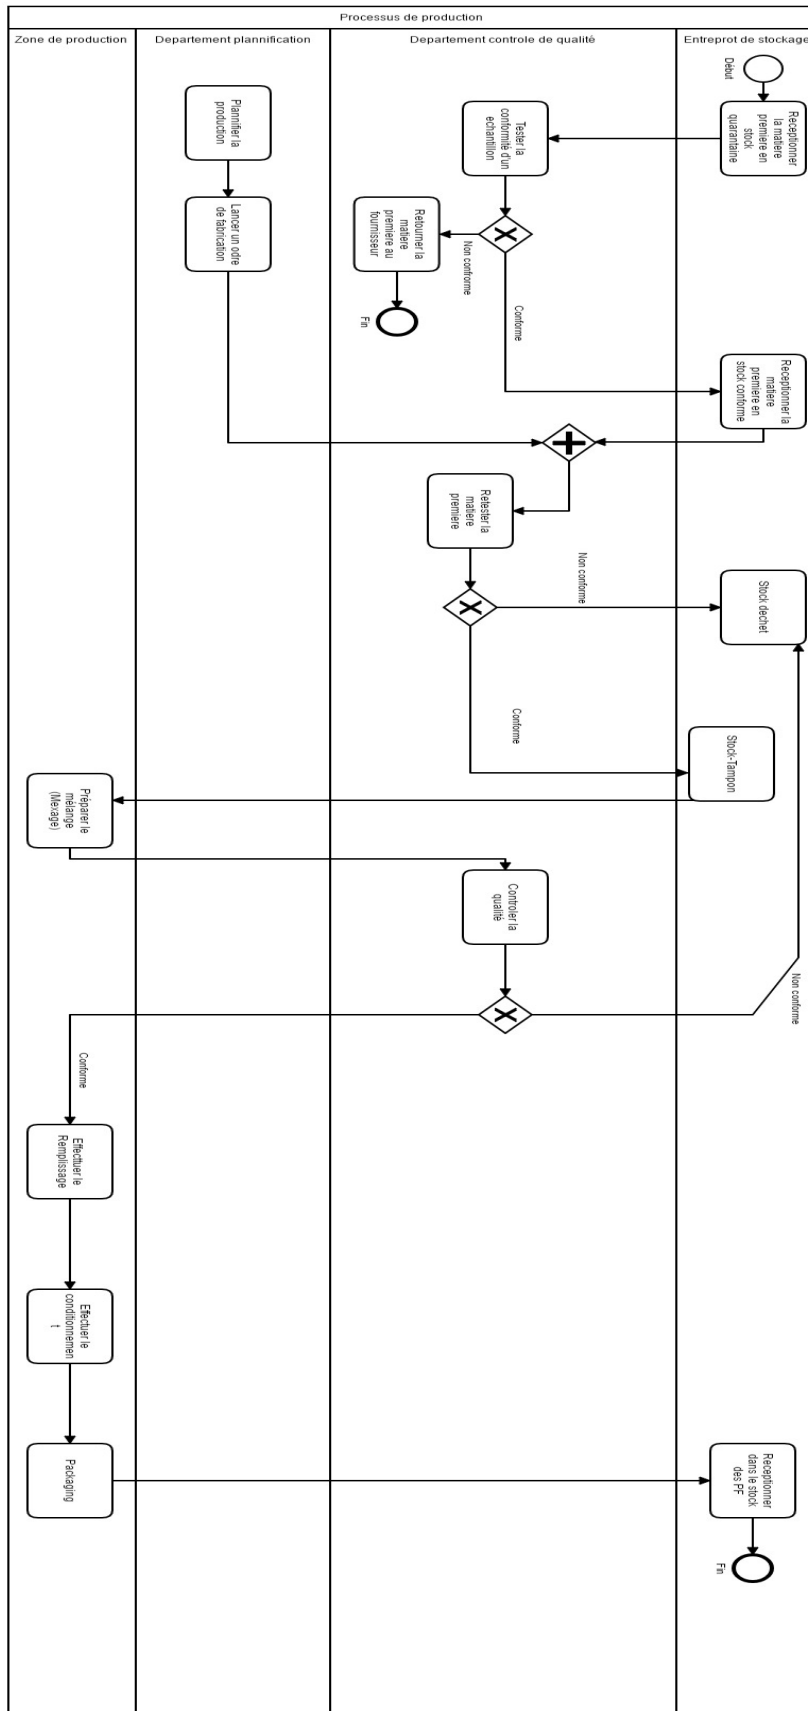 Processus de production
Zone de production
Departement plannification
Departement controle de qualité
Entreprot de stockage
Début
Receptionner
la matiere
premiere en
stock
quarantaine
Tester la
conformité d'un
echantillon
Plannifier la
production
Lancer un odre
de fabrication
Retourner la
matiere
premiere au
fournisseur
Non conforme
Fin
Conforme
Receptionner la
matiere
premiere en
stock conforme
Retester la
matiere
premiere
Non conforme
Stock dechet
Conforme
Stock-Tampon
Préparer le
mélange
(Mexage)
Controler la
qualité
Non conforme
Conforme
Effecttuer le
Remplissage
Effectuer le
conditionnemen
t
Packaging
Receptionner
dans le stock
des PF
Fin